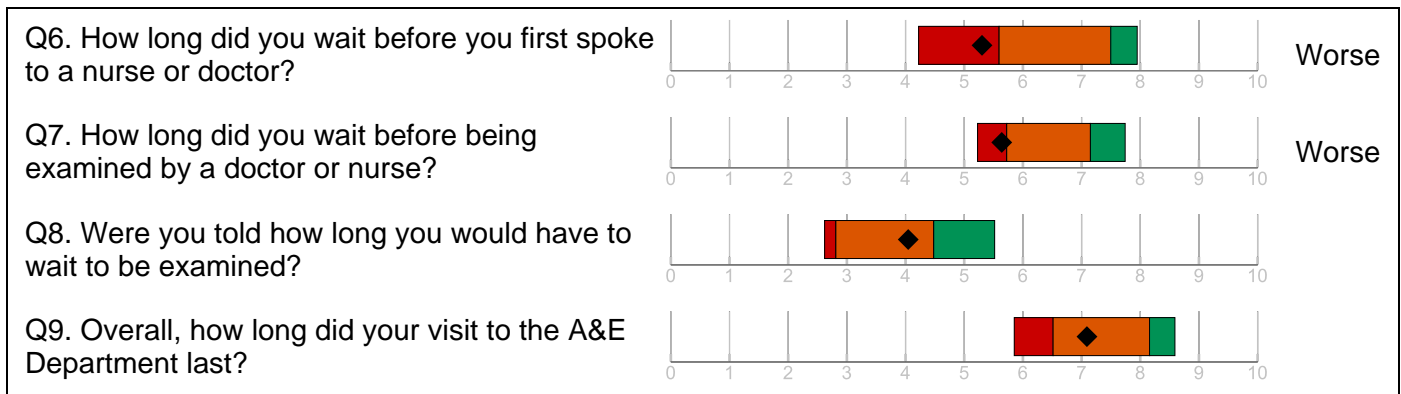 Q6. How long did you wait before you first spoke
to a nurse or doctor?
Worse
0 1 2 3 4 5 6 7 8 9 10
Q7. How long did you wait before being
examined by a doctor or nurse?
Worse
0 1 2 3 4 5 6 7 8 9 10
Q8. Were you told how long you would have to
wait to be examined?
0 1 2 3 4 5 6 7 8 9 10
Q9. Overall, how long did your visit to the A&E
Department last?
0 1 2 3 4 5 6 7 8 9 10